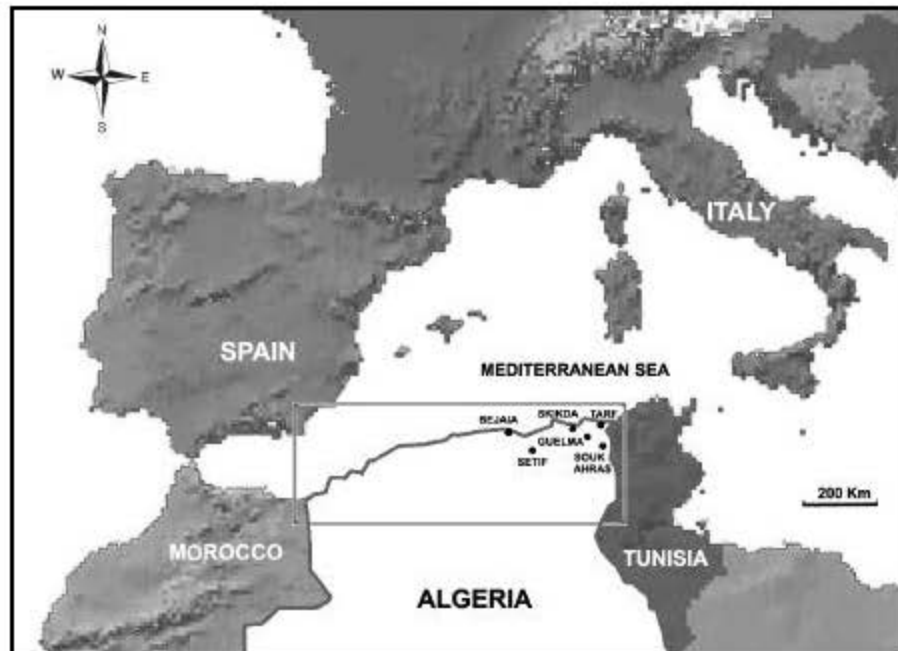 N
W E
S
ITALY
SPAIN
MEDITERRANEAN SEA
BEJAIA SKIKDA TARF
GUELMA
SETIF SOUK
AHRAS
200 Km
MOROCCO TUNISIA
ALGERIA